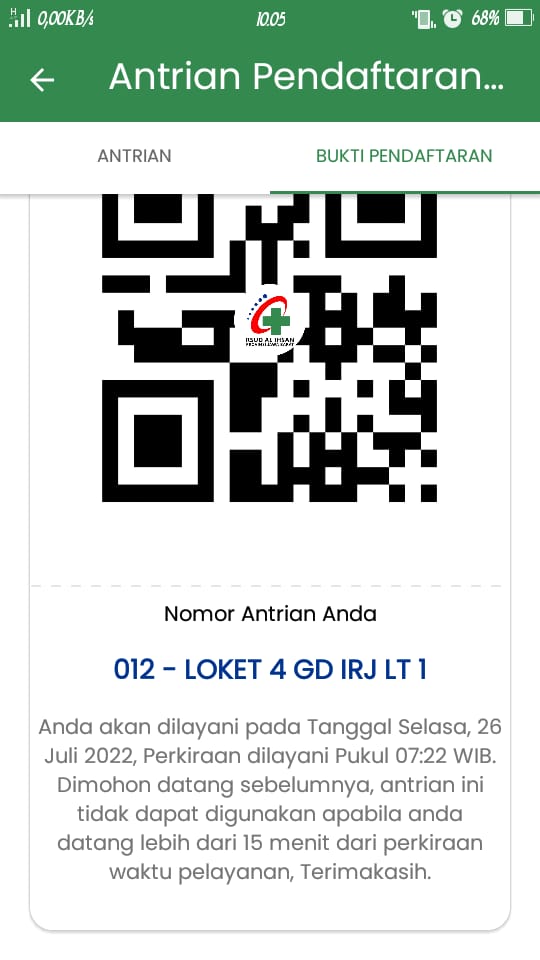 H 0,00KB/s 10.05 68%
Antrian Pendaftaran...
ANTRIAN BUKTI PENDAFTARAN
RSUD AL IHSAN
PROVINSI JAWA BARAT
Nomor Antrian Anda
012 - LOKET 4 GD IRJ LT 1
Anda akan dilayani pada Tanggal Selasa, 26
Juli 2022, Perkiraan dilayani Pukul 07:22 WIB.
Dimohon datang sebelumnya, antrian ini
tidak dapat digunakan apabila anda
datang lebih dari 15 menit dari perkiraan
waktu pelayanan, Terimakasih.